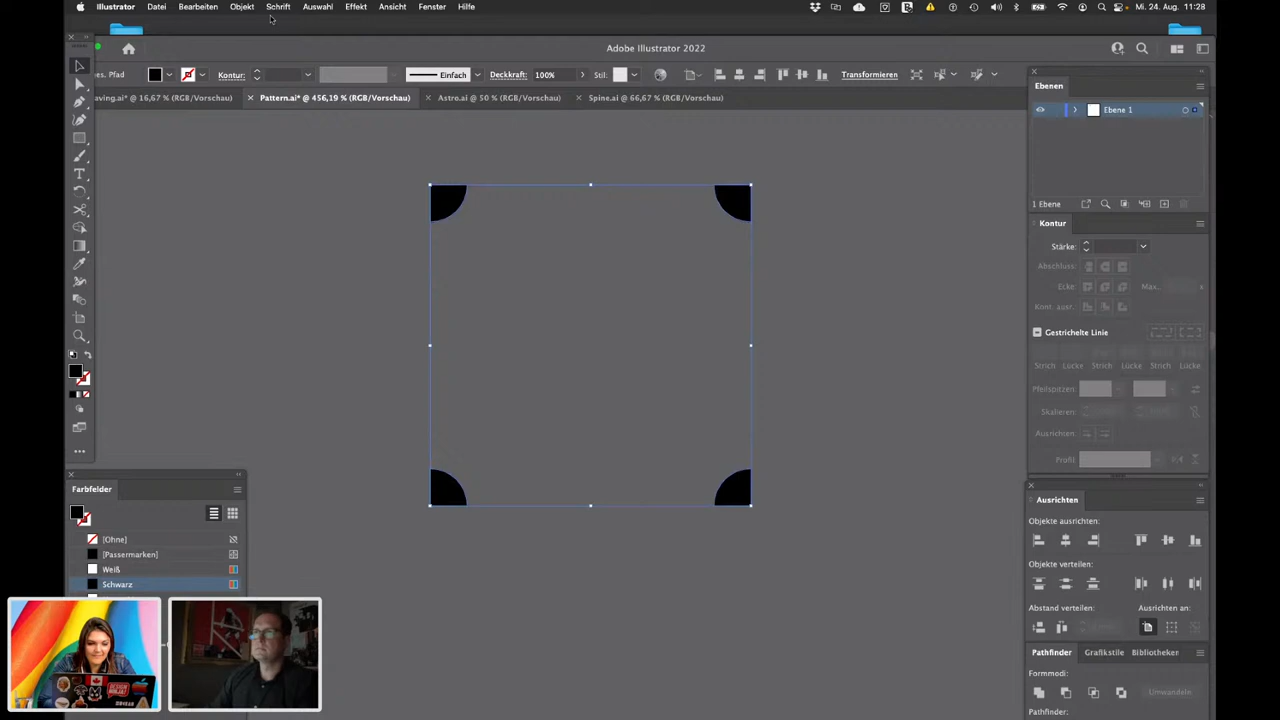 Illustrator Datei Bearbeiten Objekt Schrift Auswahl Effekt Ansicht Fenster Hilfe Mi. 24. Aug. 11:28
Adobe Illustrator 2022
es. Pfad Kontur: Einfach Deckkraft: 100% Stil: Transformieren
aving.ai* @ 16,67 % (RGB/Vorschau) Pattern.ai* @ 456,19 % (RGB/Vorschau) Astro.ai @ 50 % (RGB/Vorschau) Spine.ai @ 66,67 % (RGB/Vorschau)
Ebenen
Ebene 1
1 Ebene
Kontur
Stärke:
Abschluss:
Ecke: Max.. x
Kont. ausr.:
Gestrichelte Linie
Strich Lücke Strich Lücke Strich Lücke
Pfeilspitzen:
Skalieren:
Ausrichten:
Profil:
Farbfelder
[Ohne]
[Passermarken]
Weiß
Schwarz
Ausrichten
Objekte ausrichten:
Objekte verteilen:
Abstand verteilen: Ausrichten an:
Pathfinder Grafikstile Bibliotheken
Formmodi:
Umwandeln
Pathfinder: